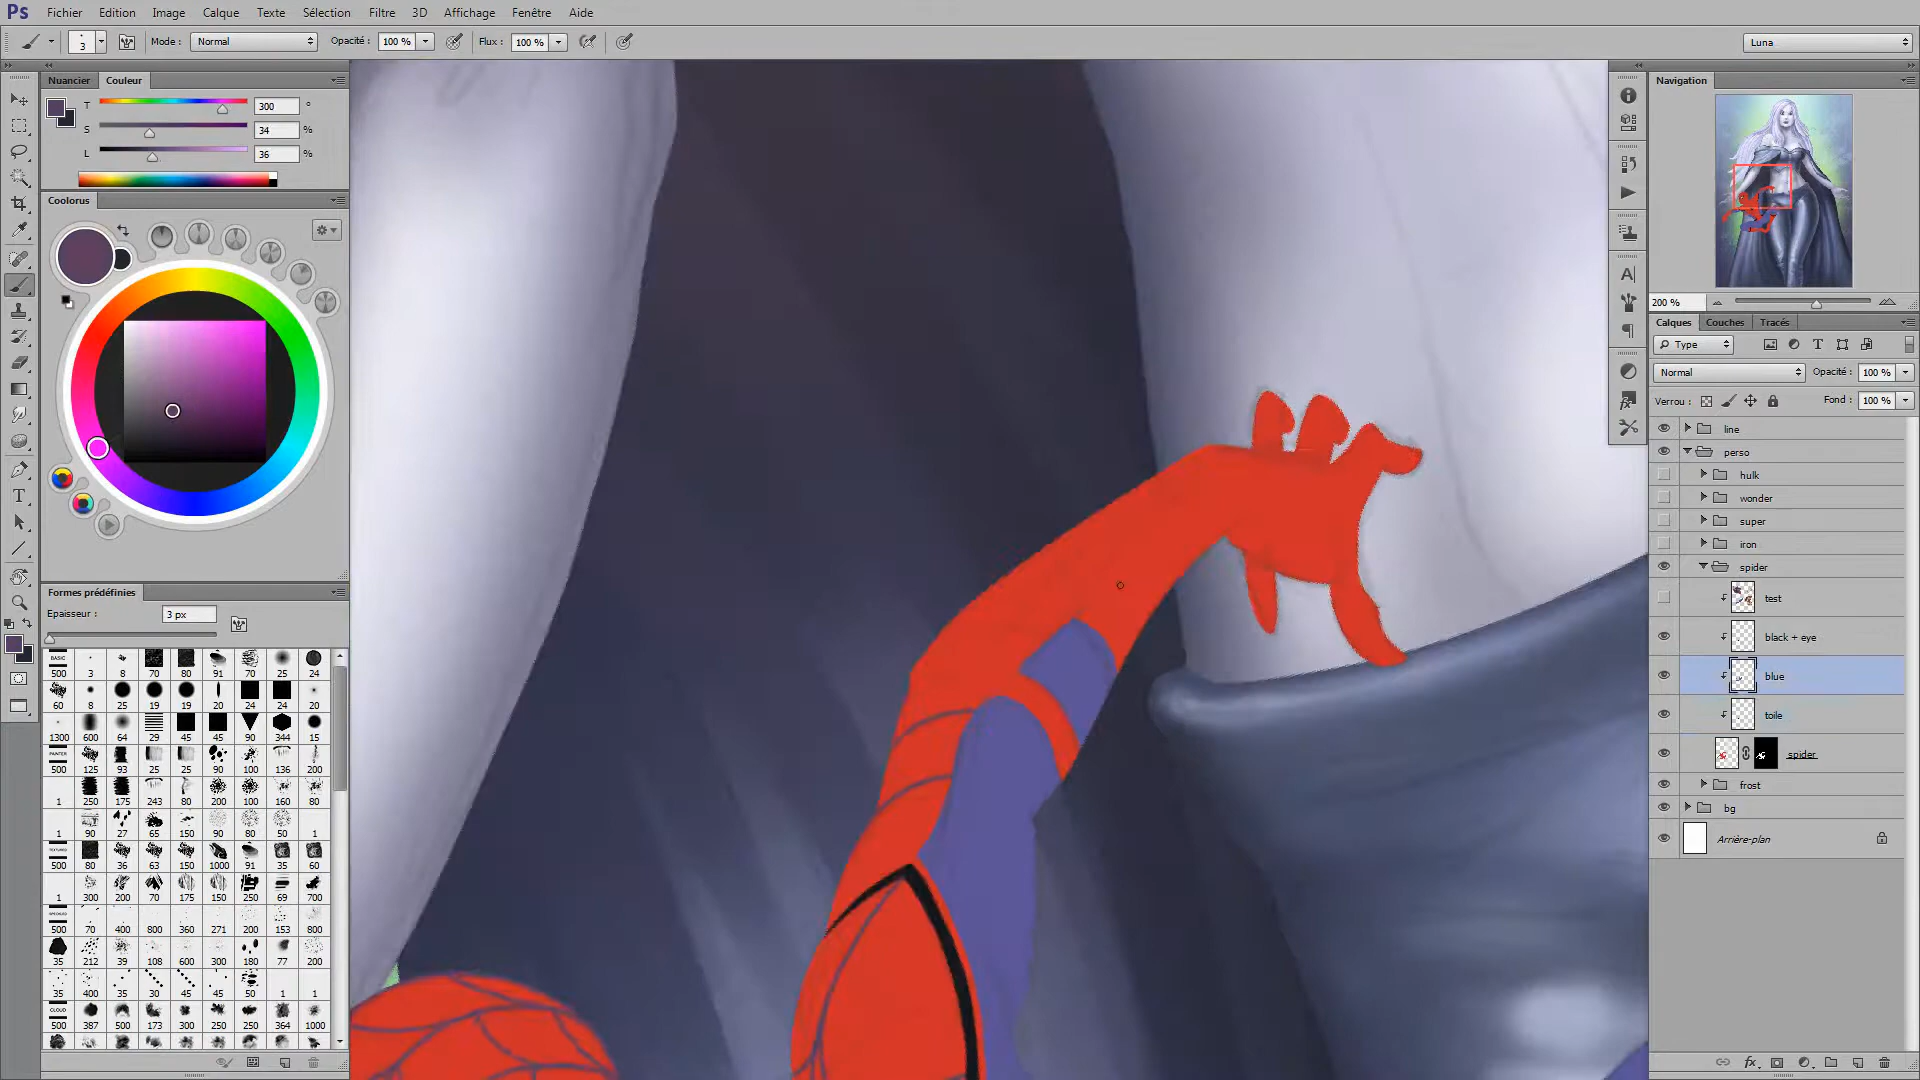 Ps Fichier Edition Image Calque Texte Sélection Filtre 3D Affichage Fenêtre Aide
3 Mode : Normal Opacité : 100 % Flux : 100 % Luna
Nuancier Couleur
T 300 °
S 34 %
L 36 %
Colorus
Formes prédéfinies
Epaisseur : 3 px
BASIC
500 3 8 70 80 91 70 25 24
60 8 25 19 19 20 24 24 20
1300 600 64 29 45 45 90 344 15
PAINTER
500 125 93 25 25 90 100 136 200
1 250 175 243 80 200 100 160 80
1 90 27 65 150 90 80 50 1
TEXTURED
500 80 36 63 150 1000 91 35 60
1 300 200 70 175 150 250 69 700
SPECKLED
500 70 400 800 360 271 200 153 800
35 212 39 108 600 300 180 77 200
35 400 35 30 45 45 50 1 1
CLOUD
500 387 500 173 300 250 250 364 1000
Navigation
200 %
Calques Couches Tracés
Type
Normal Opacité : 100 %
Verrou : Fond : 100 %
line
perso
hulk
wonder
super
iron
spider
test
black + eye
blue
toile
spider
frost
bg
Arrière-plan